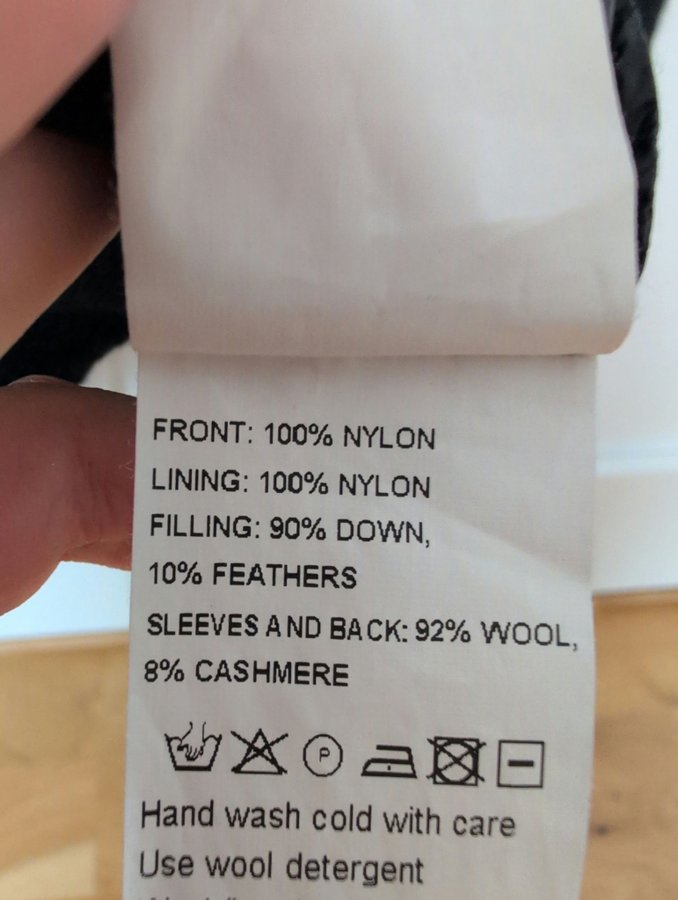 FRONT: 100% NYLON
LINING: 100% NYLON
FILLING: 90% DOWN,
10% FEATHERS
SLEEVES AND BACK: 92% WOOL,
8% CASHMERE
P
Hand wash cold with care
Use wool detergent